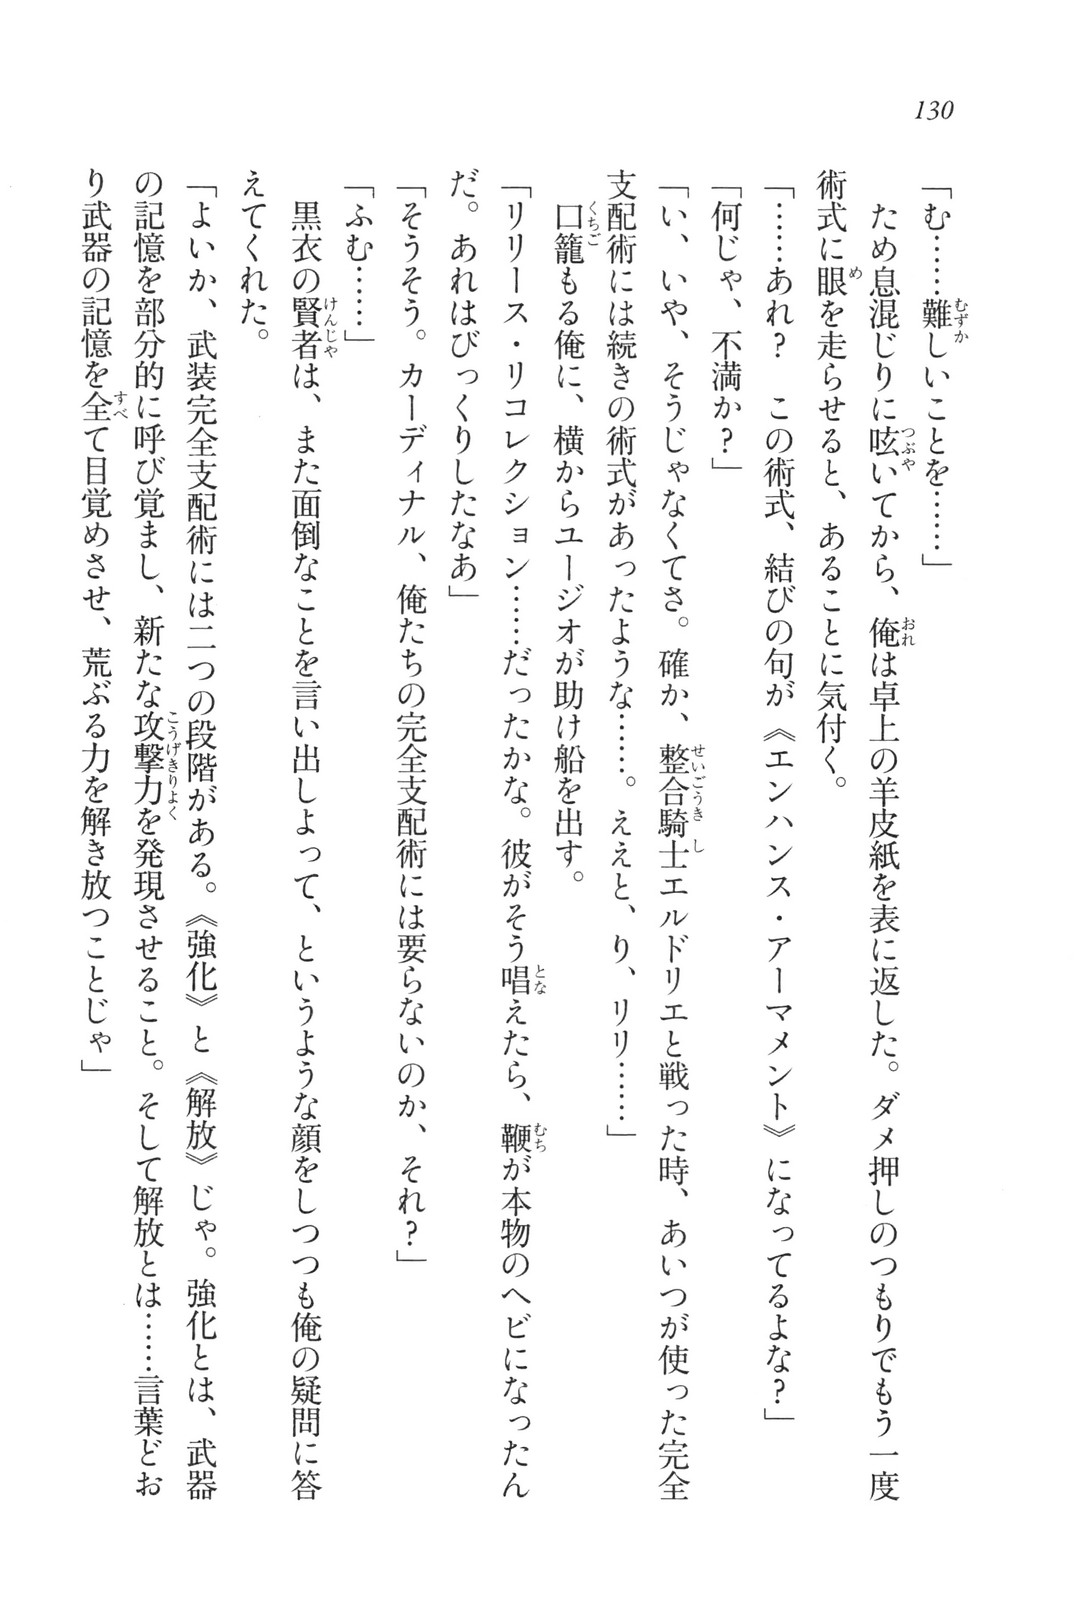 130
「む……難しいことを……」
　ため息混じりに呟いてから、俺は卓上の羊皮紙を表に返した。ダメ押しのつもりでもう一度
術式に眼を走らせると、あることに気付く。
「……あれ？　この術式、結びの句が《エンハンス・アーマメント》になってるよな？」
「何じゃ、不満か？」
「い、いや、そうじゃなくてさ。確か、整合騎士エルドリエと戦った時、あいつが使った完全
支配術には続きの術式があったような……。ええと、り、リリ……」
　口籠もる俺に、横からユージオが助け船を出す。
「リリース・リコレクション……だったかな。彼がそう唱えたら、鞭が本物のヘビになったん
だ。あれはびっくりしたなあ」
「そうそう。カーディナル、俺たちの完全支配術には要らないのか、それ？」
「ふむ……」
　黒衣の賢者は、また面倒なことを言い出しよって、というような顔をしつつも俺の疑問に答
えてくれた。
「よいか、武装完全支配術には二つの段階がある。《強化》と《解放》じゃ。強化とは、武器
の記憶を部分的に呼び覚まし、新たな攻撃力を発現させること。そして解放とは……言葉どお
り武器の記憶を全て目覚めさせ、荒ぶる力を解き放つことじゃ」